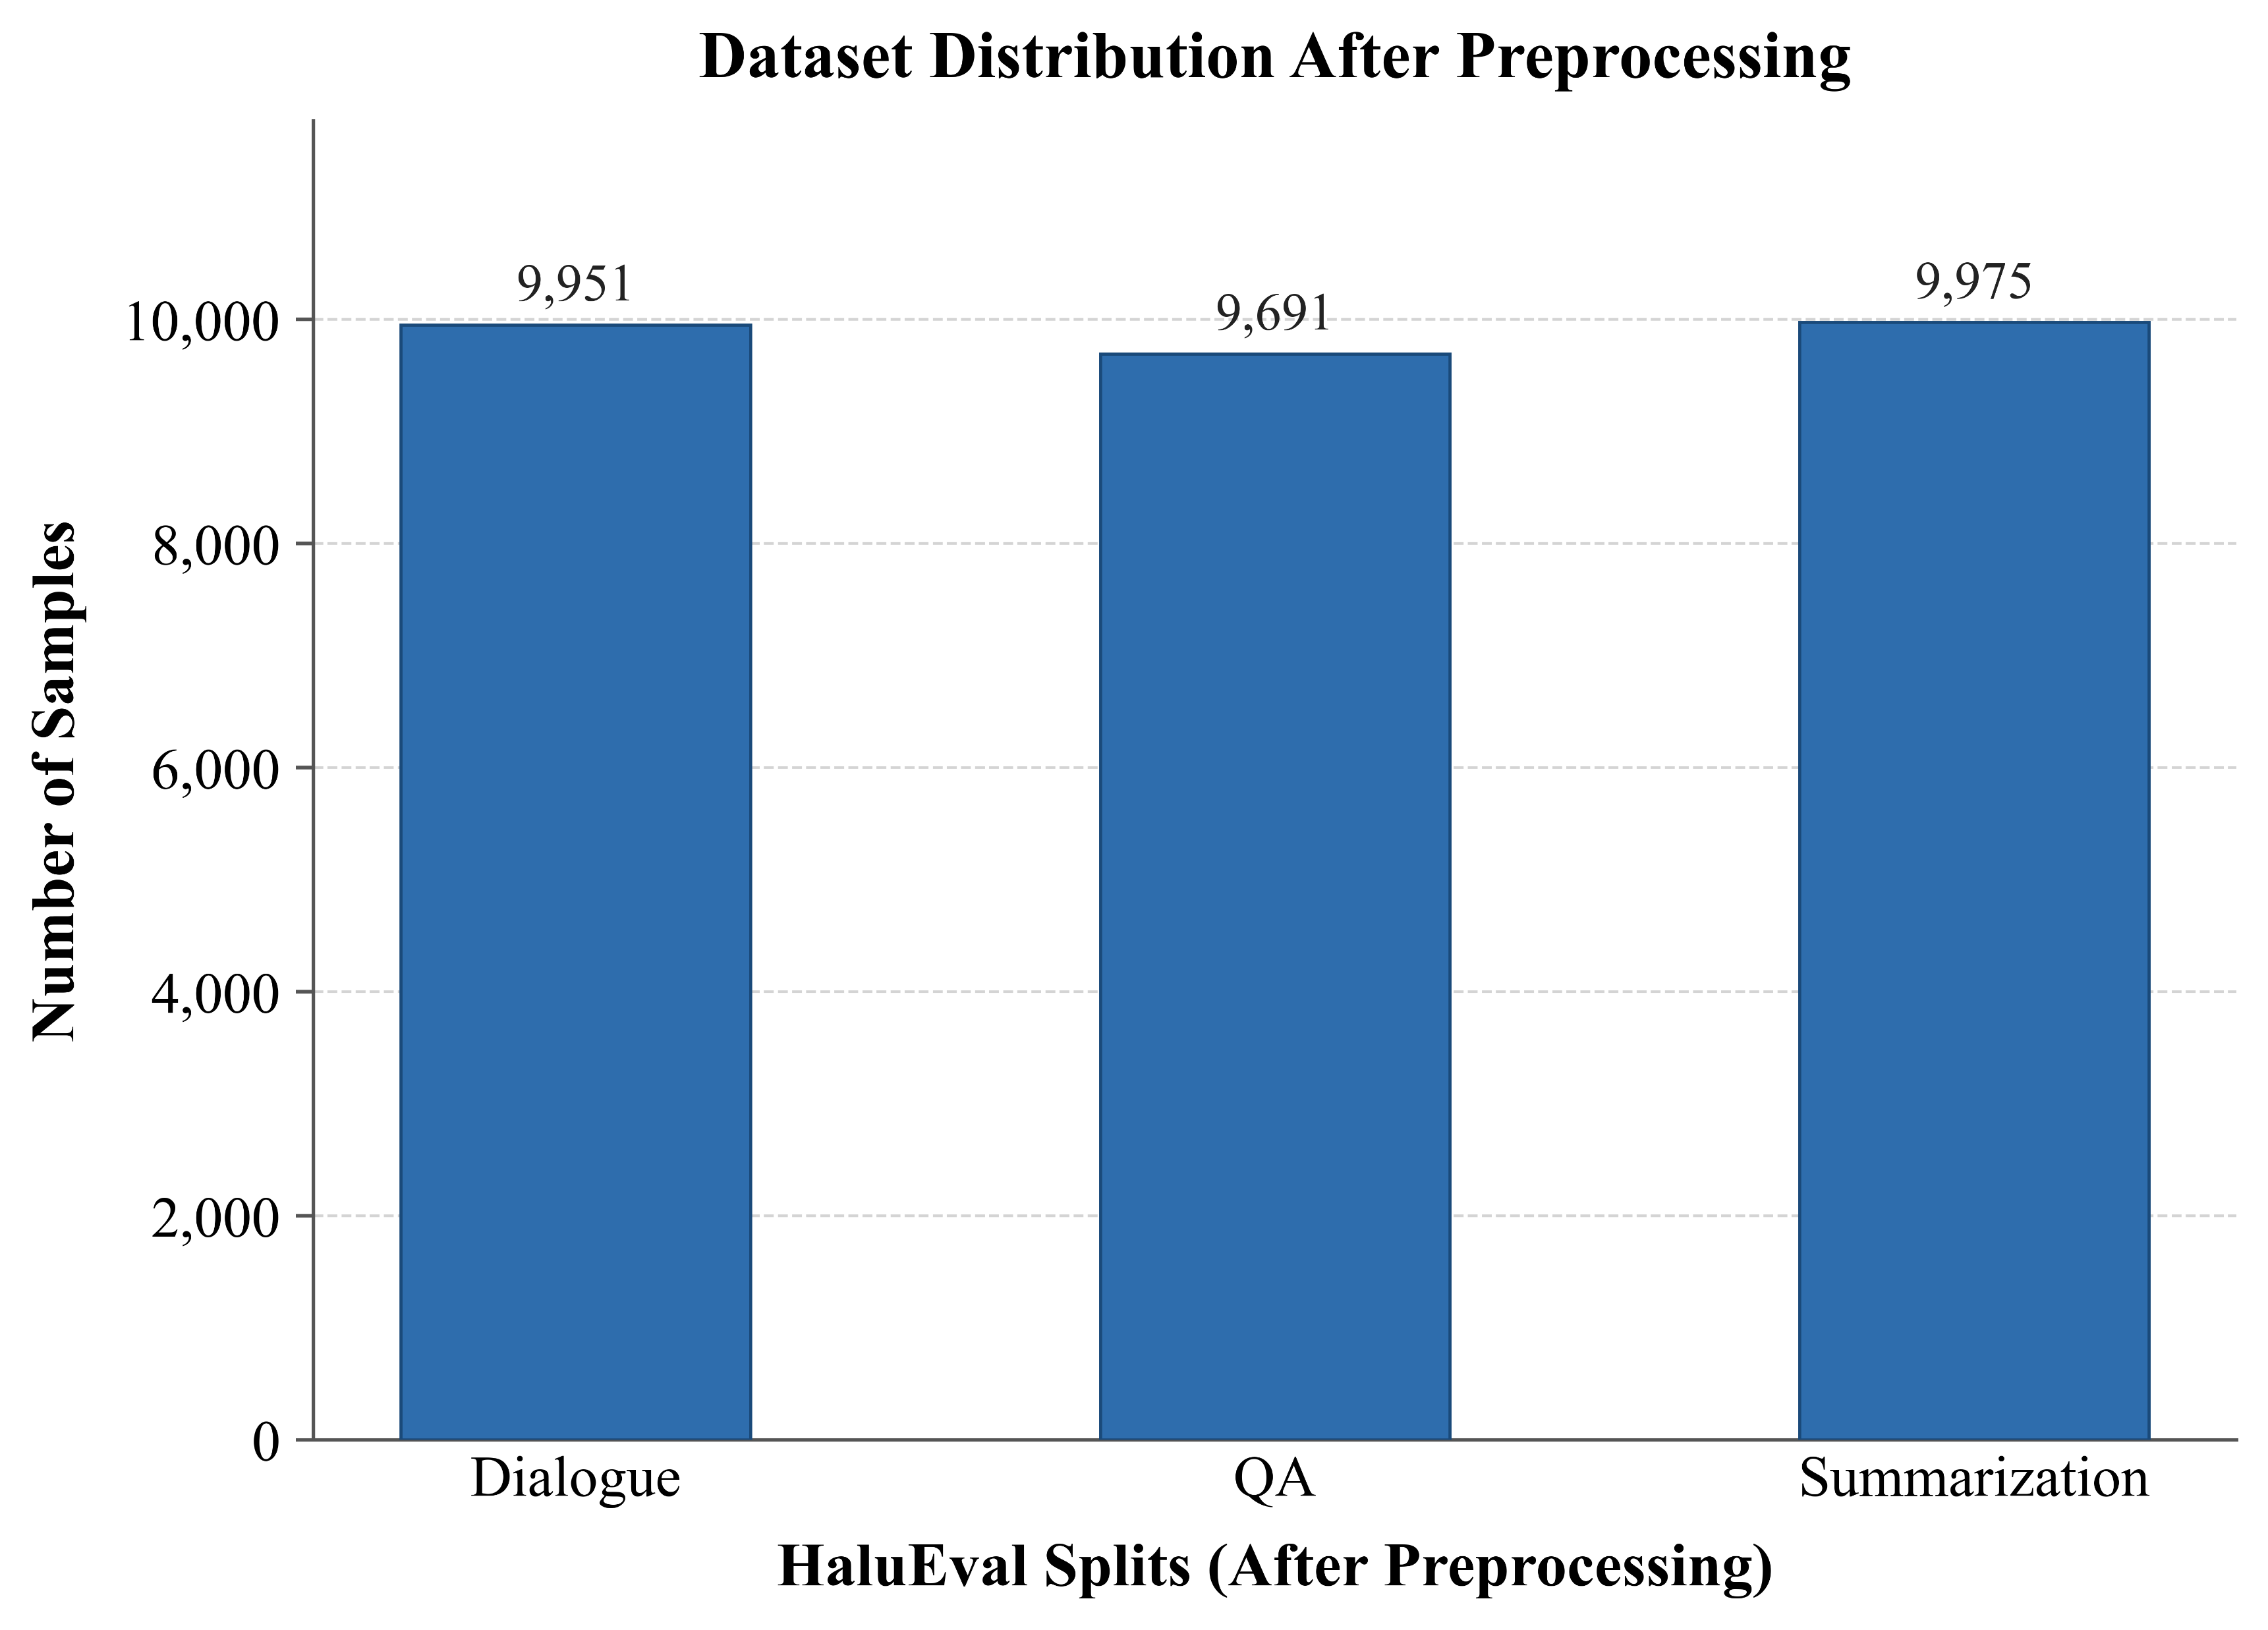 Dataset Distribution After Preprocessing
Number of Samples
10,000
8,000
6,000
4,000
2,000
0
9,951
9,691
9,975
Dialogue
QA
Summarization
HaluEval Splits (After Preprocessing)